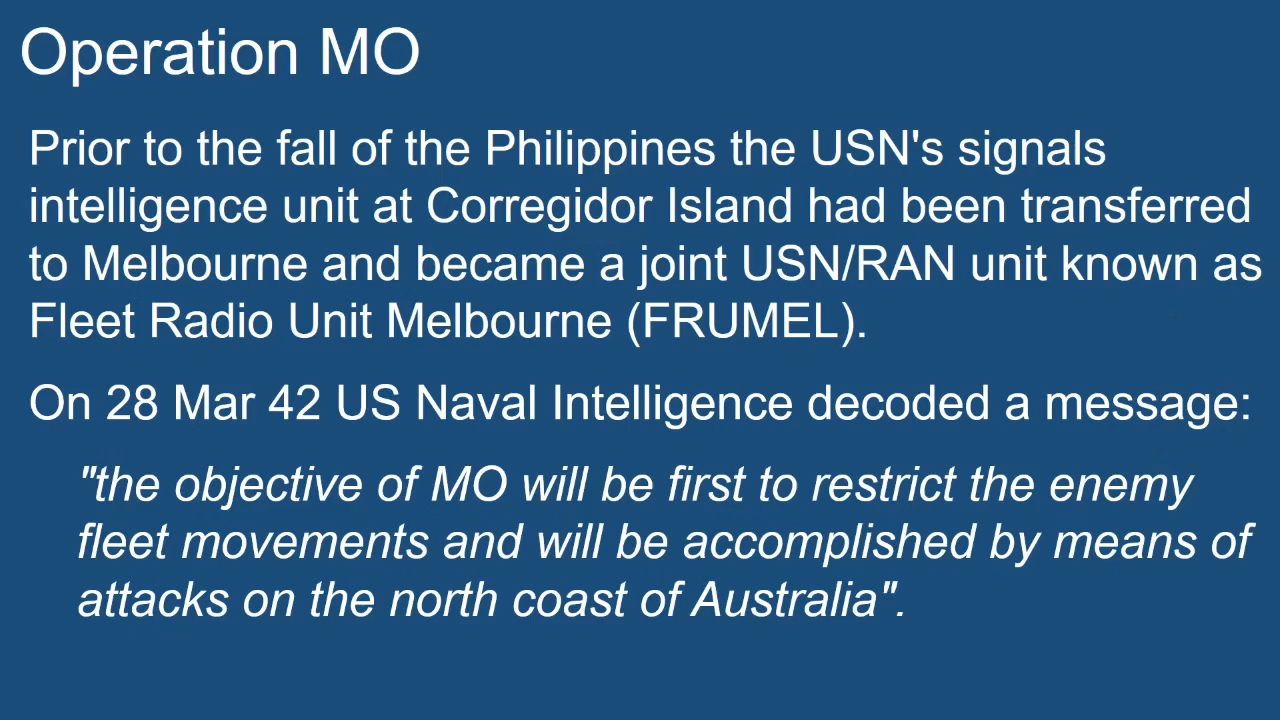 Operation MO
Prior to the fall of the Philippines the USN's signals
intelligence unit at Corregidor Island had been transferred
to Melbourne and became a joint USN/RAN unit known as
Fleet Radio Unit Melbourne (FRUMEL).
On 28 Mar 42 US Naval Intelligence decoded a message:
"the objective of MO will be first to restrict the enemy
fleet movements and will be accomplished by means of
attacks on the north coast of Australia".